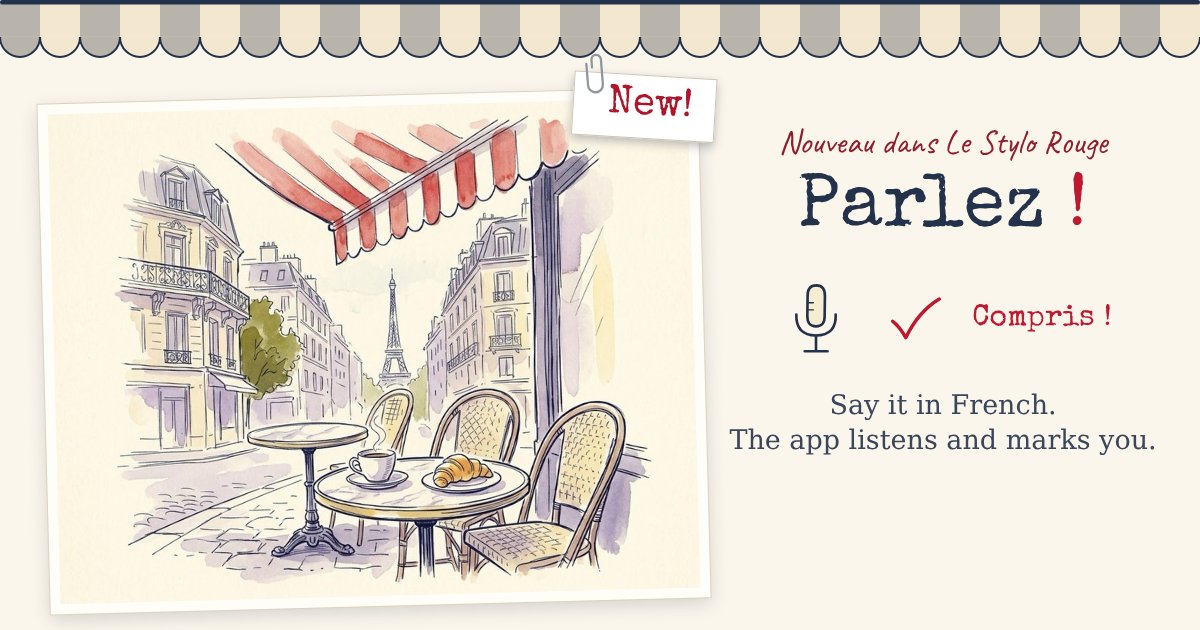 New!
Nouveau dans Le Stylo Rouge
Parlez !
Compris !
Say it in French.
The app listens and marks you.